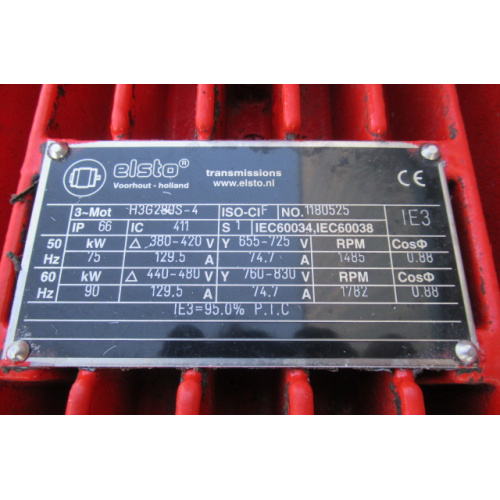 elsto®
Voorhout - holland
transmissions
www.elsto.nl
CE
3~Mot H3G280S-4 ISO-Cl F NO. 1180525 IE3
IP 66 IC 411 S 1 IEC60034,IEC60038
50 kW Δ 380-420 V Y 655-725 V RPM CosΦ
Hz 75 129.5 A 74.7 A 1485 0.88
60 kW Δ 440-480 V Y 760-830 V RPM CosΦ
Hz 90 129.5 A 74.7 A 1782 0.88
IE3=95.0% P.T.C